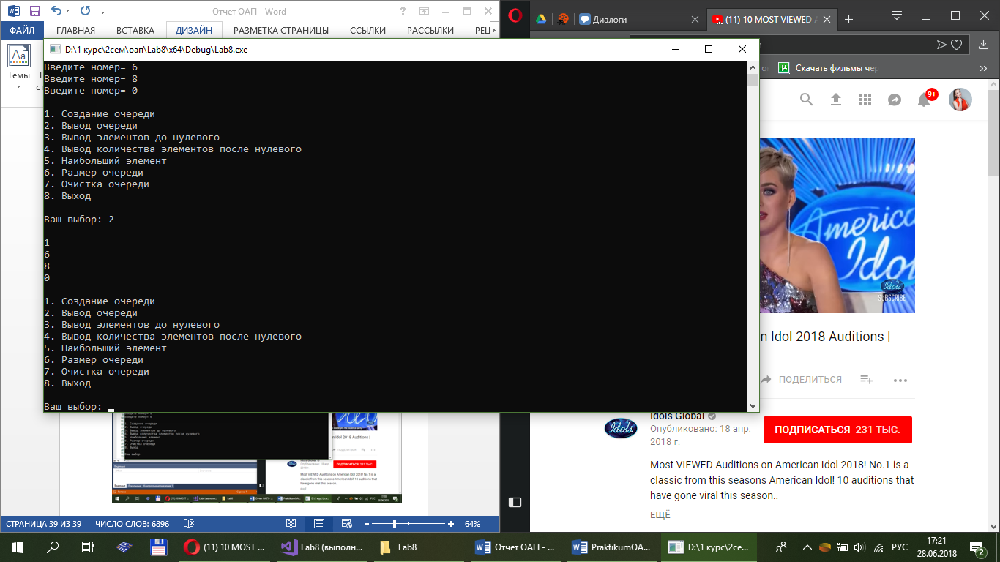 Отчет ОАП - Word
ФАЙЛ ГЛАВНАЯ ВСТАВКА ДИЗАЙН РАЗМЕТКА СТРАНИЦЫ ССЫЛКИ РАССЫЛКИ РЕЦ
Темы
D:\1 курс\2сем\оап\Lab8\x64\Debug\Lab8.exe
Введите номер= 6
Введите номер= 8
Введите номер= 0
1. Создание очереди
2. Вывод очереди
3. Вывод элементов до нулевого
4. Вывод количества элементов после нулевого
5. Наибольший элемент
6. Размер очереди
7. Очистка очереди
8. Выход
Ваш выбор: 2
1
6
8
0
1. Создание очереди
2. Вывод очереди
3. Вывод элементов до нулевого
4. Вывод количества элементов после нулевого
5. Наибольший элемент
6. Размер очереди
7. Очистка очереди
8. Выход
Ваш выбор:
СТРАНИЦА 39 ИЗ 39 ЧИСЛО СЛОВ: 6896 64%
Диалоги
(11) 10 MOST VIEWED A
Скачать фильмы чер
9+
America
Idol
Idols
SUBSCRIBE
n Idol 2018 Auditions |
ПОДЕЛИТЬСЯ
Idols
Idols Global
Опубликовано: 18 апр.
2018 г.
ПОДПИСАТЬСЯ 231 ТЫС.
Most VIEWED Auditions on American Idol 2018! No.1 is a
classic from this seasons American Idol! 10 auditions that
have gone viral this season..
ЕЩЁ
(11) 10 MOST ... Lab8 (выполн... Lab8 Отчет ОАП - ... PraktikumOA... D:\1 курс\2се... РУС 17:21
28.06.2018 2